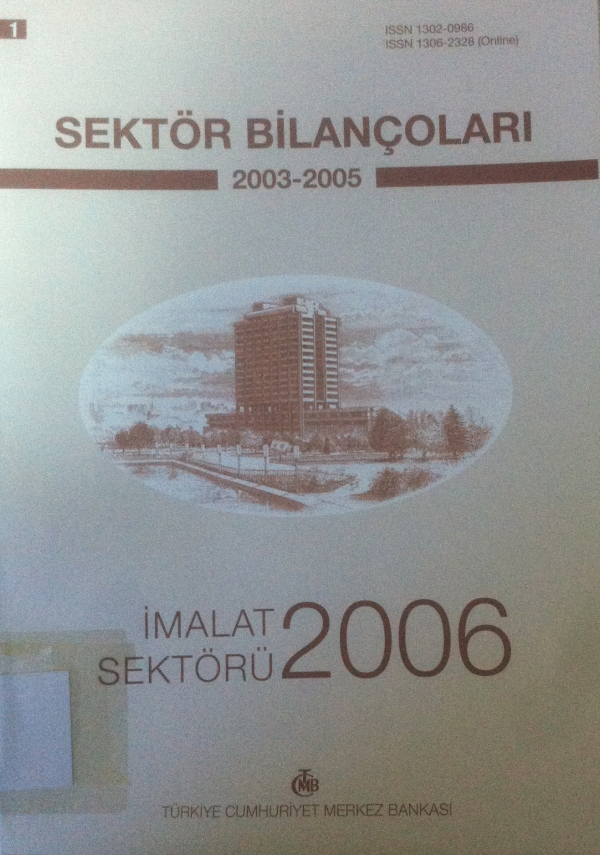 1
ISSN 1302-0986
ISSN 1306-2328 (Online)
SEKTÖR BİLANÇOLARI
2003-2005
İMALAT
SEKTÖRÜ 2006
TCMB
TÜRKİYE CUMHURİYET MERKEZ BANKASI